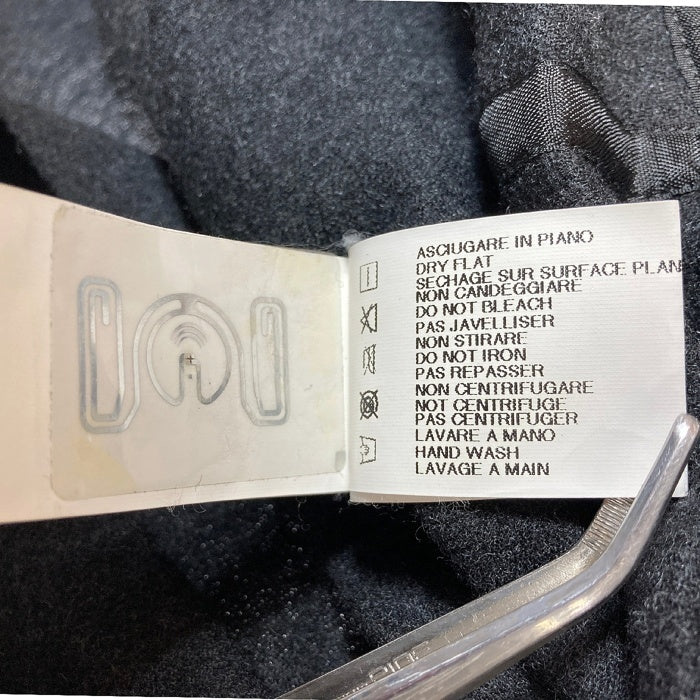 ASCIUGARE IN PIANO
DRY FLAT
SECHAGE SUR SURFACE PLAN
NON CANDEGGIARE
DO NOT BLEACH
PAS JAVELLISER
NON STIRARE
DO NOT IRON
PAS REPASSER
NON CENTRIFUGARE
NOT CENTRIFUGE
PAS CENTRIFUGER
LAVARE A MANO
HAND WASH
LAVAGE A MAIN